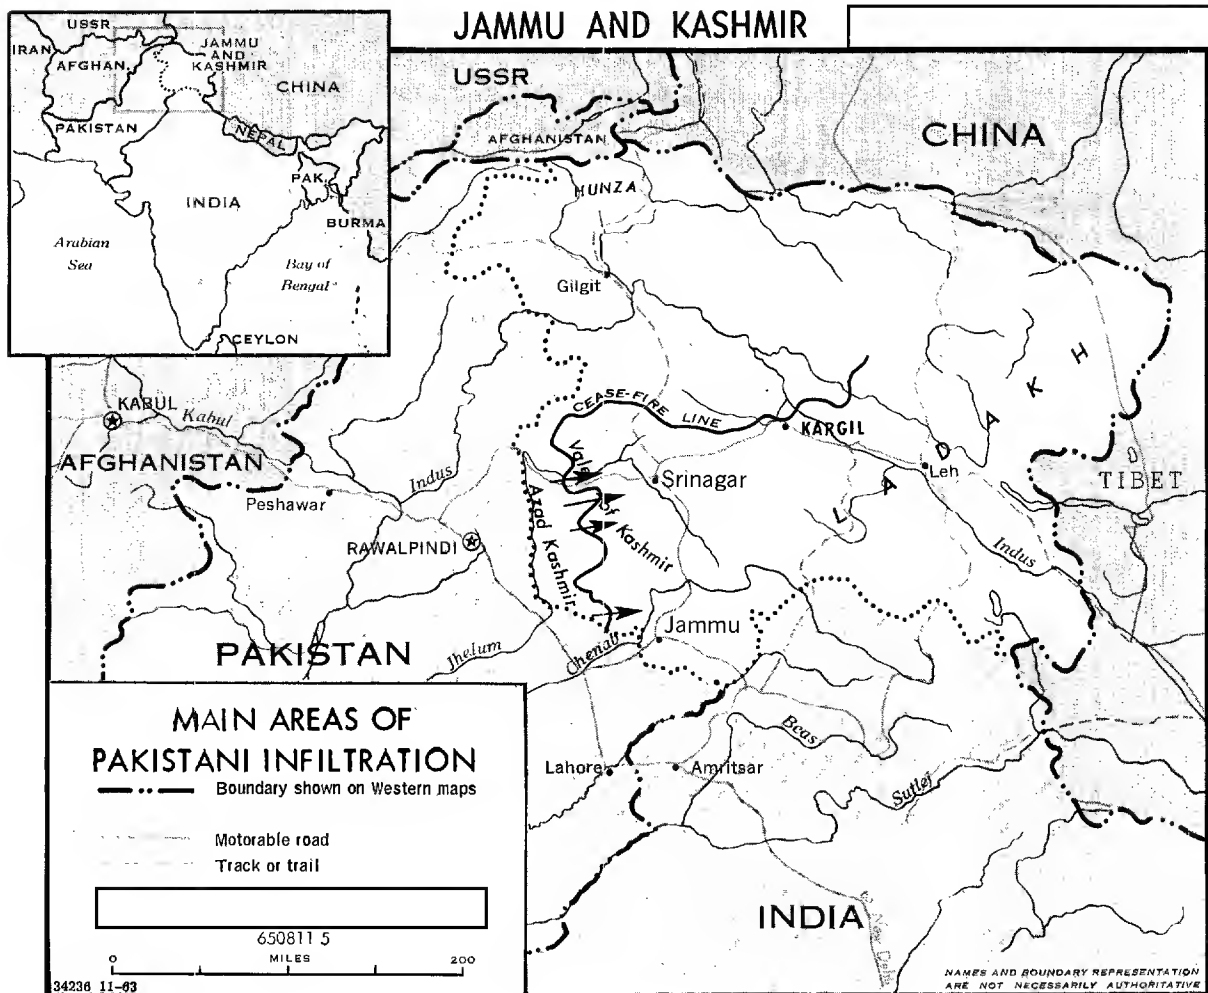 JAMMU AND KASHMIR
USSR
IRAN
AFGHAN.
JAMMU
AND
KASHMIR
CHINA
PAKISTAN
NEPAL
PAK.
INDIA
BURMA
Arabian
Sea
Bay of
Bengal
CEYLON
USSR
AFGHANISTAN
CHINA
HUNZA
Gilgit
KABUL
Kabul
AFGHANISTAN
Peshawar
Indus
RAWALPINDI
CEASE-FIRE LINE
KARGIL
Vale of Kashmir
Azad Kashmir
Srinagar
LADAKH
Leh
TIBET
Indus
PAKISTAN
Jhelum
Chenab
Jammu
Beas
Lahore
Amritsar
Sutlej
INDIA
to New Delhi
MAIN AREAS OF
PAKISTANI INFILTRATION
Boundary shown on Western maps
Motorable road
Track or trail
650811 5
MILES
0 200
34236 11-63
NAMES AND BOUNDARY REPRESENTATION
ARE NOT NECESSARILY AUTHORITATIVE